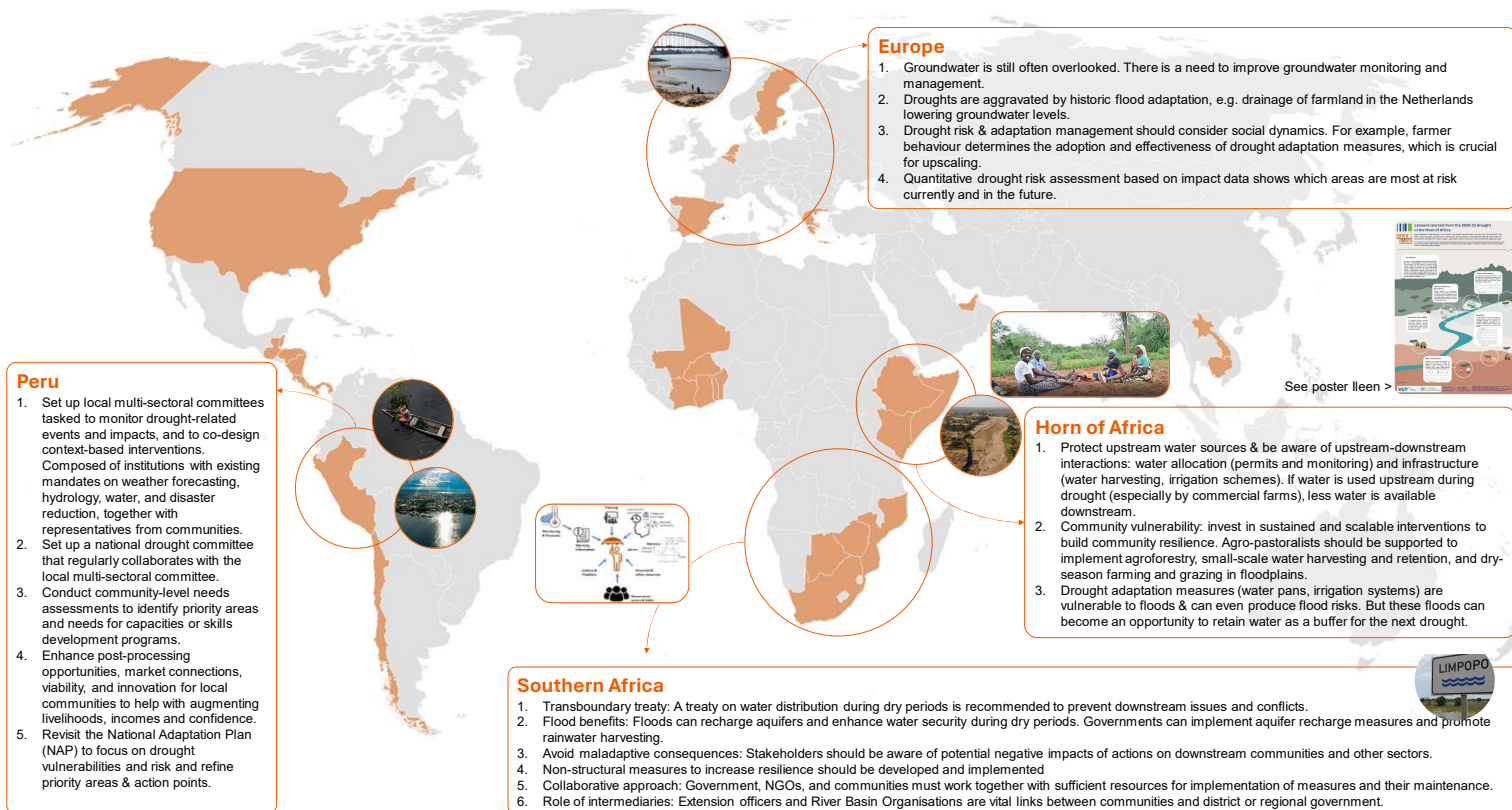 Europe
1. Groundwater is still often overlooked. There is a need to improve groundwater monitoring and
management.
2. Droughts are aggravated by historic flood adaptation, e.g. drainage of farmland in the Netherlands
lowering groundwater levels.
3. Drought risk & adaptation management should consider social dynamics. For example, farmer
behaviour determines the adoption and effectiveness of drought adaptation measures, which is crucial
for upscaling.
4. Quantitative drought risk assessment based on impact data shows which areas are most at risk
currently and in the future.
See poster Ileen >
Peru
1. Set up local multi-sectoral committees
tasked to monitor drought-related
events and impacts, and to co-design
context-based interventions.
Composed of institutions with existing
mandates on weather forecasting,
hydrology, water, and disaster
reduction, together with
representatives from communities.
2. Set up a national drought committee
that regularly collaborates with the
local multi-sectoral committee.
3. Conduct community-level needs
assessments to identify priority areas
and needs for capacities or skills
development programs.
4. Enhance post-processing
opportunities, market connections,
viability, and innovation for local
communities to help with augmenting
livelihoods, incomes and confidence.
5. Revisit the National Adaptation Plan
(NAP) to focus on drought
vulnerabilities and risk and refine
priority areas & action points.
Horn of Africa
1. Protect upstream water sources & be aware of upstream-downstream
interactions: water allocation (permits and monitoring) and infrastructure
(water harvesting, irrigation schemes). If water is used upstream during
drought (especially by commercial farms), less water is available
downstream.
2. Community vulnerability: invest in sustained and scalable interventions to
build community resilience. Agro-pastoralists should be supported to
implement agroforestry, small-scale water harvesting and retention, and dry-
season farming and grazing in floodplains.
3. Drought adaptation measures (water pans, irrigation systems) are
vulnerable to floods & can even produce flood risks. But these floods can
become an opportunity to retain water as a buffer for the next drought.
LIMPOPO
Southern Africa
1. Transboundary treaty: A treaty on water distribution during dry periods is recommended to prevent downstream issues and conflicts.
2. Flood benefits: Floods can recharge aquifers and enhance water security during dry periods. Governments can implement aquifer recharge measures and promote
rainwater harvesting.
3. Avoid maladaptive consequences: Stakeholders should be aware of potential negative impacts of actions on downstream communities and other sectors.
4. Non-structural measures to increase resilience should be developed and implemented
5. Collaborative approach: Government, NGOs, and communities must work together with sufficient resources for implementation of measures and their maintenance.
6. Role of intermediaries: Extension officers and River Basin Organisations are vital links between communities and district or regional government.